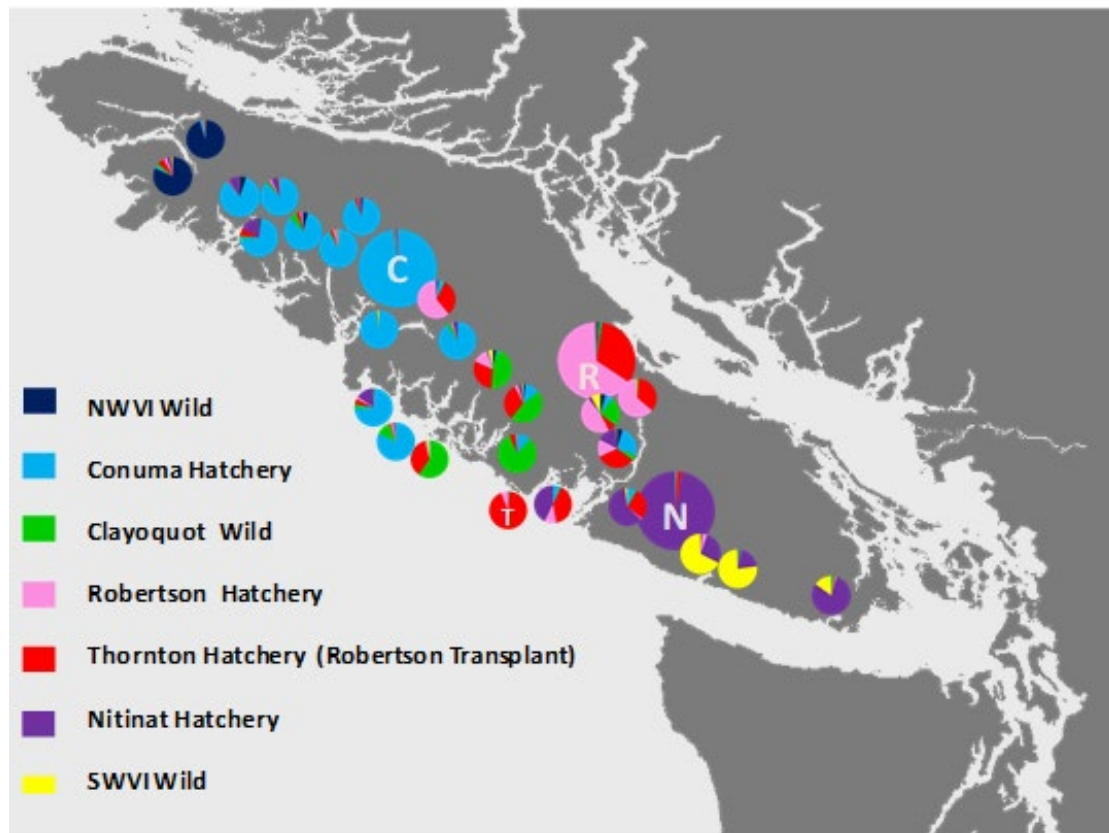 C
R
T
N
NWVI Wild
Conuma Hatchery
Clayoquot Wild
Robertson Hatchery
Thornton Hatchery (Robertson Transplant)
Nitinat Hatchery
SWVI Wild